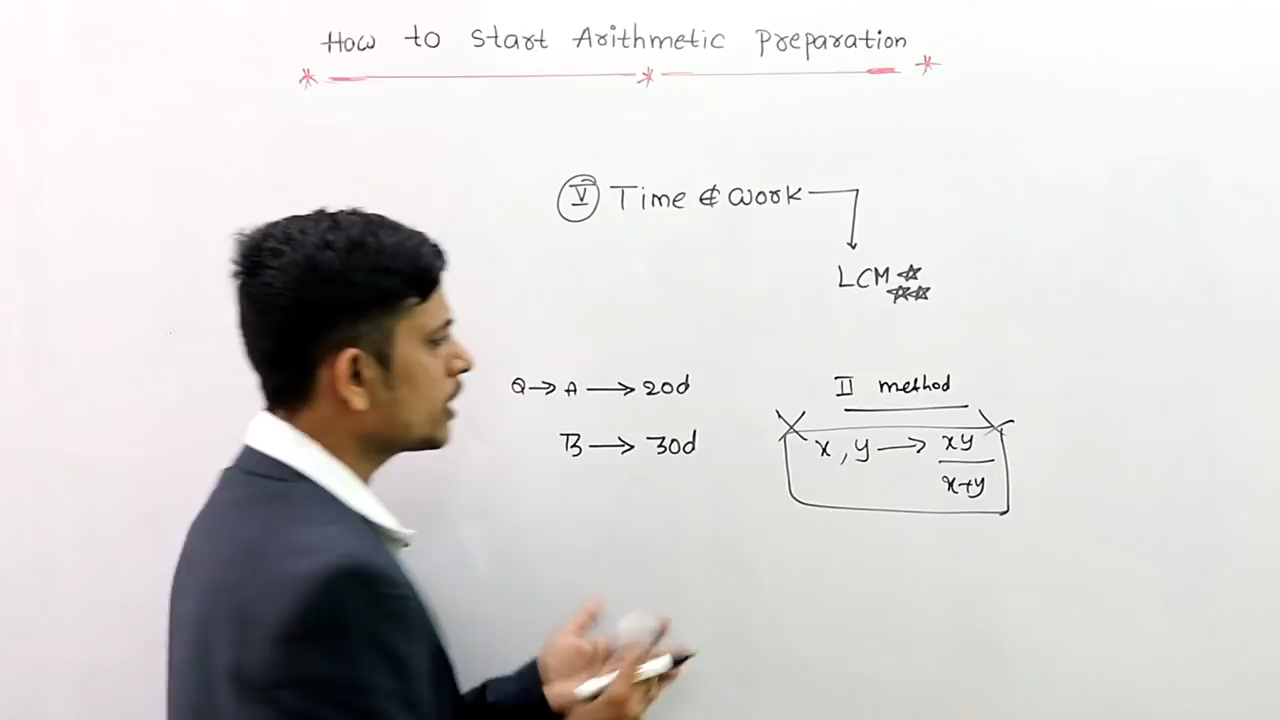 How to Start Arithmetic Preparation
V Time & Work
LCM
Q → A → 20d
B → 30d
II method
x, y → xy
x+y